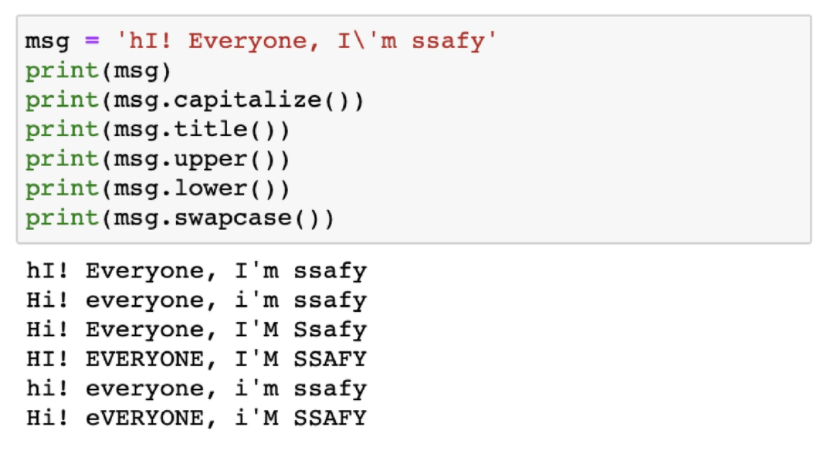 msg = 'hI! Everyone, I\'m ssafy'
print(msg)
print(msg.capitalize())
print(msg.title())
print(msg.upper())
print(msg.lower())
print(msg.swapcase())
hI! Everyone, I'm ssafy
Hi! everyone, i'm ssafy
Hi! Everyone, I'M Ssafy
HI! EVERYONE, I'M SSAFY
hi! everyone, i'm ssafy
Hi! eVERYONE, i'M SSAFY